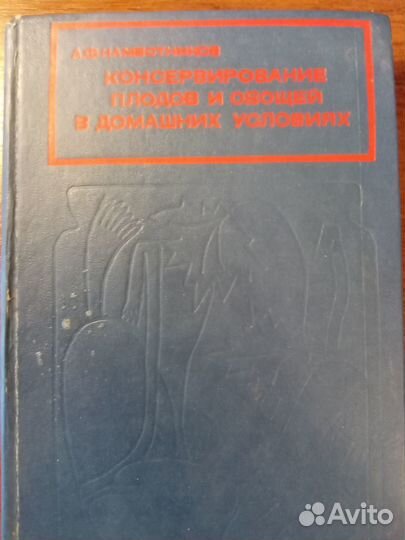 А.Ф.НАМЕСТНИКОВ
КОНСЕРВИРОВАНИЕ
ПЛОДОВ И ОВОЩЕЙ
В ДОМАШНИХ УСЛОВИЯХ
Avito